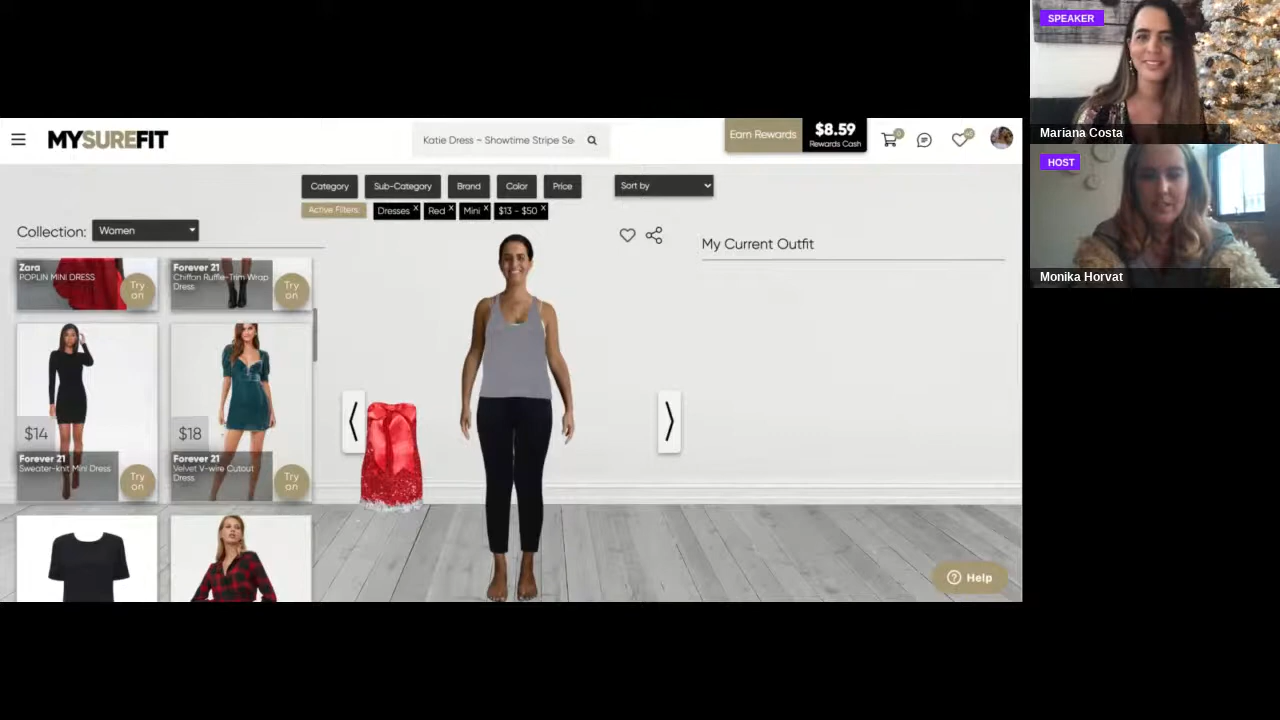 SPEAKER
Mariana Costa
HOST
Monika Horvat
MYSUREFIT
Katie Dress - Showtime Stripe Se
Earn Rewards
$8.59
Rewards Cash
Category
Sub-Category
Brand
Color
Price
Sort by
Active Filters:
Dresses X
Red X
Mini X
$13 - $50 X
Collection:
Women
My Current Outfit
Zara
POPLIN MINI DRESS
Try
on
Forever 21
Chiffon Ruffle-Trim Wrap
Dress
Try
on
$14
Forever 21
Sweater-knit Mini Dress
Try
on
$18
Forever 21
Velvet V-wire Cutout
Dress
Try
on
Help